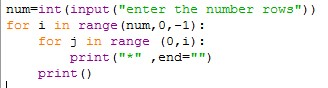 num=int(input("enter the number rows"))
for i in range(num,0,-1):
    for j in range (0,i):
        print("*" ,end="")
    print()